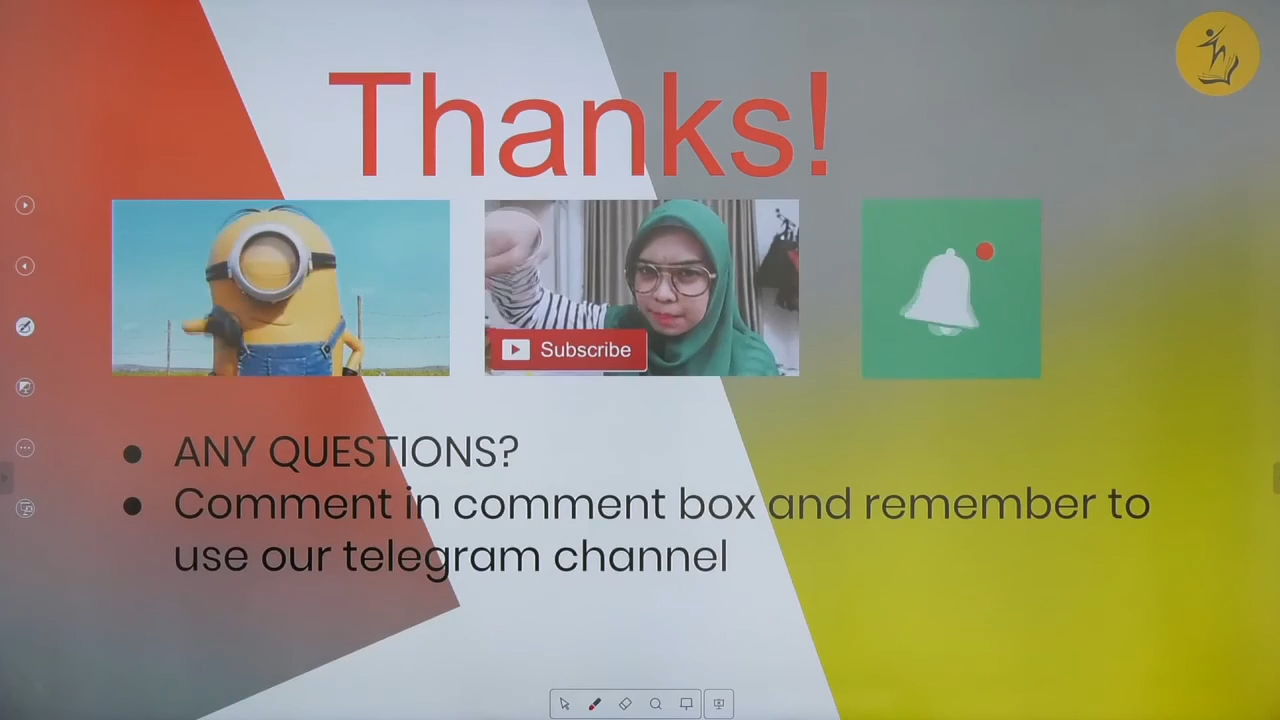 Thanks!
Subscribe
ANY QUESTIONS?
Comment in comment box and remember to
use our telegram channel